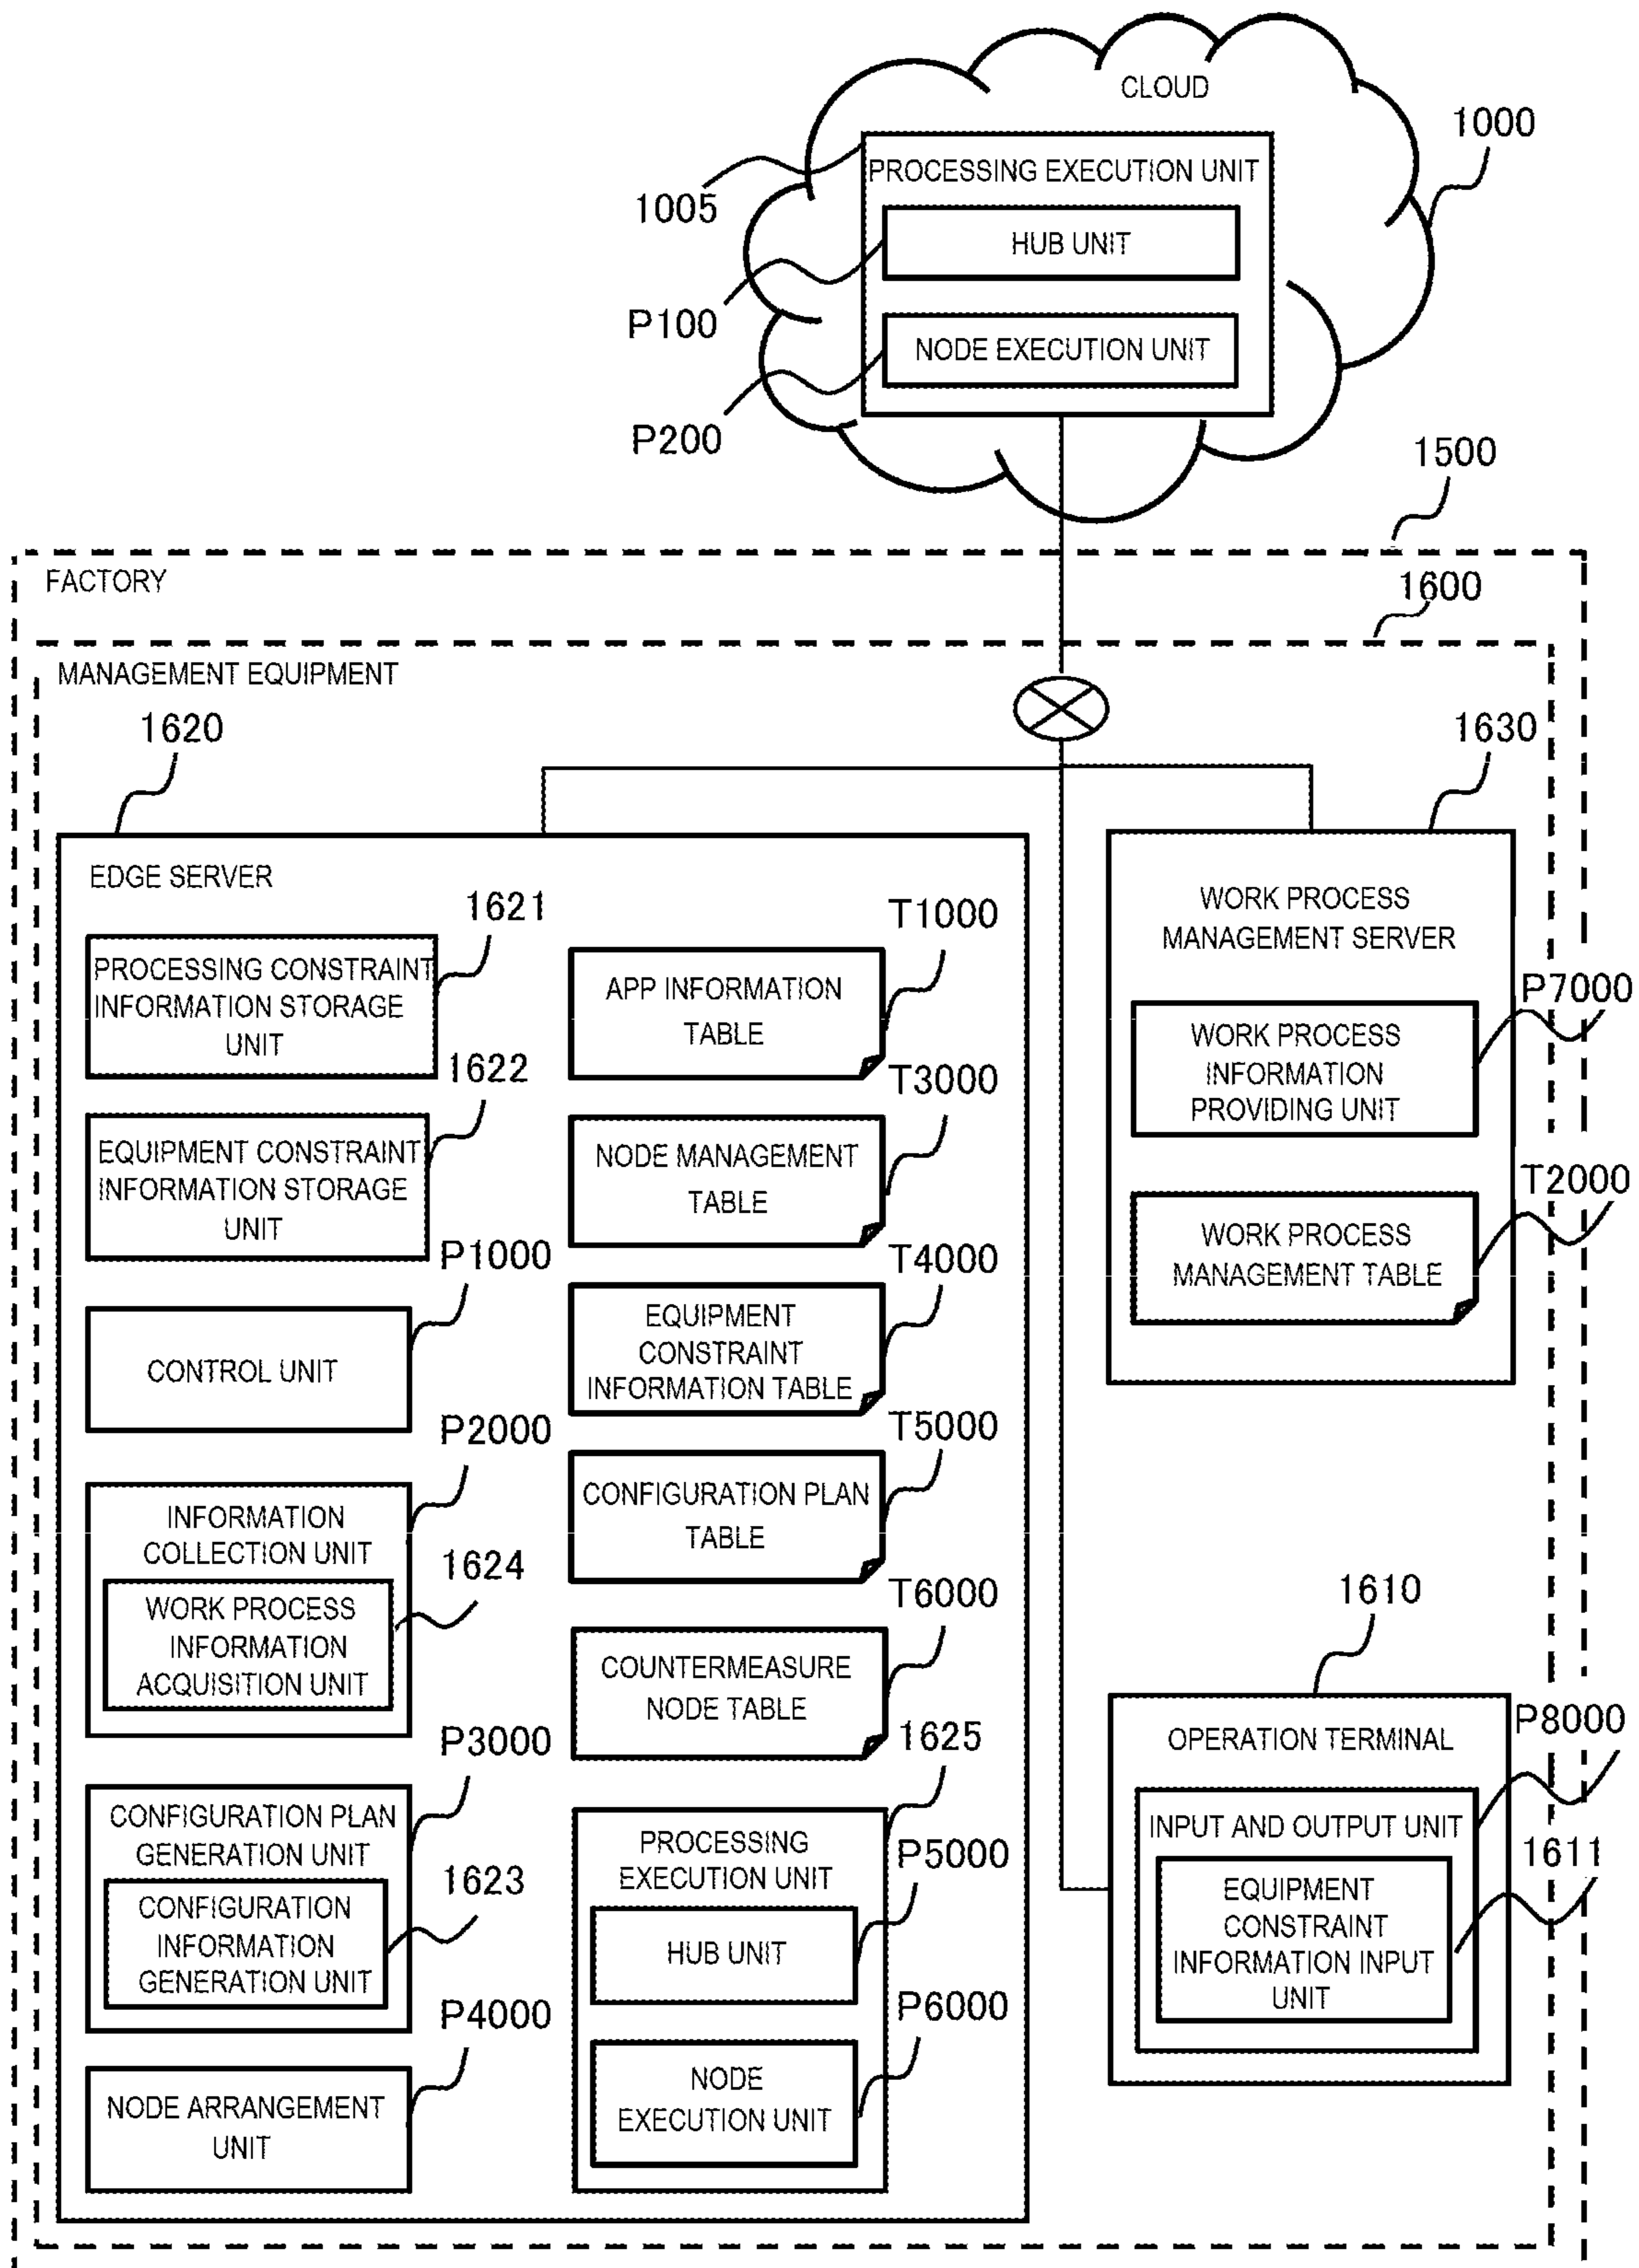 CLOUD
1000
PROCESSING EXECUTION UNIT
1005
HUB UNIT
P100
NODE EXECUTION UNIT
P200
1500
FACTORY
1600
MANAGEMENT EQUIPMENT
1620
1630
EDGE SERVER
1621
PROCESSING CONSTRAINT
INFORMATION STORAGE
UNIT
1622
EQUIPMENT CONSTRAINT
INFORMATION STORAGE
UNIT
P1000
CONTROL UNIT
P2000
INFORMATION
COLLECTION UNIT
1624
WORK PROCESS
INFORMATION
ACQUISITION UNIT
P3000
CONFIGURATION PLAN
GENERATION UNIT
1623
CONFIGURATION
INFORMATION
GENERATION UNIT
P4000
NODE ARRANGEMENT
UNIT
T1000
APP INFORMATION
TABLE
T3000
NODE MANAGEMENT
TABLE
T4000
EQUIPMENT
CONSTRAINT
INFORMATION TABLE
T5000
CONFIGURATION PLAN
TABLE
T6000
COUNTERMEASURE
NODE TABLE
1625
PROCESSING
EXECUTION UNIT
P5000
HUB UNIT
P6000
NODE
EXECUTION UNIT
WORK PROCESS
MANAGEMENT SERVER
P7000
WORK PROCESS
INFORMATION
PROVIDING UNIT
T2000
WORK PROCESS
MANAGEMENT TABLE
1610
OPERATION TERMINAL
P8000
INPUT AND OUTPUT UNIT
1611
EQUIPMENT
CONSTRAINT
INFORMATION INPUT
UNIT